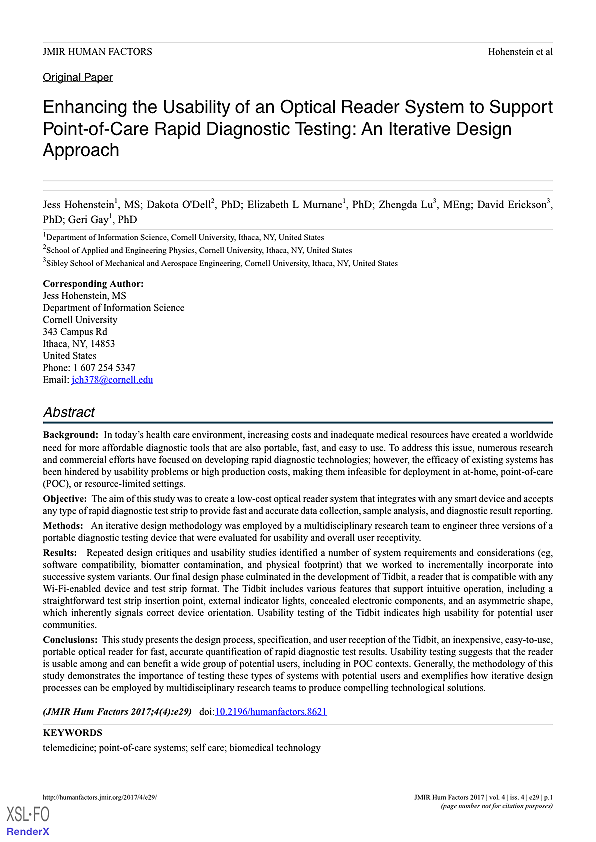 JMIR HUMAN FACTORS
Hohenstein et al
Original Paper
Enhancing the Usability of an Optical Reader System to Support
Point-of-Care Rapid Diagnostic Testing: An Iterative Design
Approach
Jess Hohenstein1, MS; Dakota O'Dell2, PhD; Elizabeth L Murnane1, PhD; Zhengda Lu3, MEng; David Erickson3,
PhD; Geri Gay1, PhD
1Department of Information Science, Cornell University, Ithaca, NY, United States
2School of Applied and Engineering Physics, Cornell University, Ithaca, NY, United States
3Sibley School of Mechanical and Aerospace Engineering, Cornell University, Ithaca, NY, United States
Corresponding Author:
Jess Hohenstein, MS
Department of Information Science
Cornell University
343 Campus Rd
Ithaca, NY, 14853
United States
Phone: 1 607 254 5347
Email: jch378@cornell.edu
Abstract
Background: In today's health care environment, increasing costs and inadequate medical resources have created a worldwide
need for more affordable diagnostic tools that are also portable, fast, and easy to use. To address this issue, numerous research
and commercial efforts have focused on developing rapid diagnostic technologies; however, the efficacy of existing systems has
been hindered by usability problems or high production costs, making them infeasible for deployment in at-home, point-of-care
(POC), or resource-limited settings.
Objective: The aim of this study was to create a low-cost optical reader system that integrates with any smart device and accepts
any type of rapid diagnostic test strip to provide fast and accurate data collection, sample analysis, and diagnostic result reporting.
Methods: An iterative design methodology was employed by a multidisciplinary research team to engineer three versions of a
portable diagnostic testing device that were evaluated for usability and overall user receptivity.
Results: Repeated design critiques and usability studies identified a number of system requirements and considerations (eg,
software compatibility, biomatter contamination, and physical footprint) that we worked to incrementally incorporate into
successive system variants. Our final design phase culminated in the development of Tidbit, a reader that is compatible with any
Wi-Fi-enabled device and test strip format. The Tidbit includes various features that support intuitive operation, including a
straightforward test strip insertion point, external indicator lights, concealed electronic components, and an asymmetric shape,
which inherently signals correct device orientation. Usability testing of the Tidbit indicates high usability for potential user
communities.
Conclusions: This study presents the design process, specification, and user reception of the Tidbit, an inexpensive, easy-to-use,
portable optical reader for fast, accurate quantification of rapid diagnostic test results. Usability testing suggests that the reader
is usable among and can benefit a wide group of potential users, including in POC contexts. Generally, the methodology of this
study demonstrates the importance of testing these types of systems with potential users and exemplifies how iterative design
processes can be employed by multidisciplinary research teams to produce compelling technological solutions.
(JMIR Hum Factors 2017;4(4):e29) doi:10.2196/humanfactors.8621
KEYWORDS
telemedicine; point-of-care systems; self care; biomedical technology
http://humanfactors.jmir.org/2017/4/e29/
JMIR Hum Factors 2017 | vol. 4 | iss. 4 | e29 | p.1
(page number not for citation purposes)
XSL•FO
RenderX